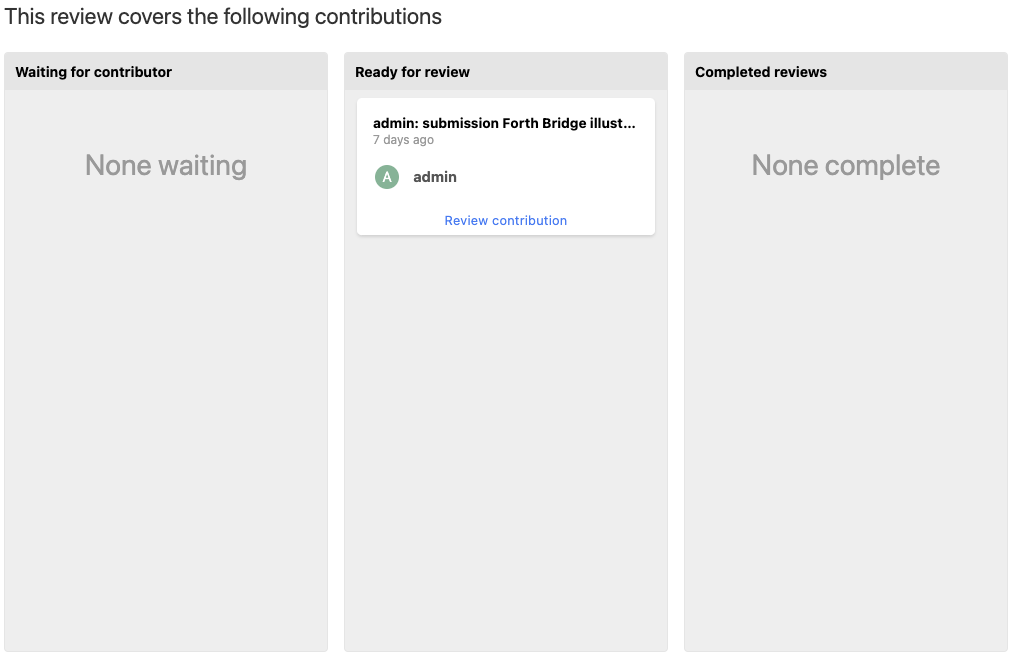 This review covers the following contributions
Waiting for contributor
None waiting
Ready for review
admin: submission Forth Bridge illust...
7 days ago
A
admin
Review contribution
Completed reviews
None complete